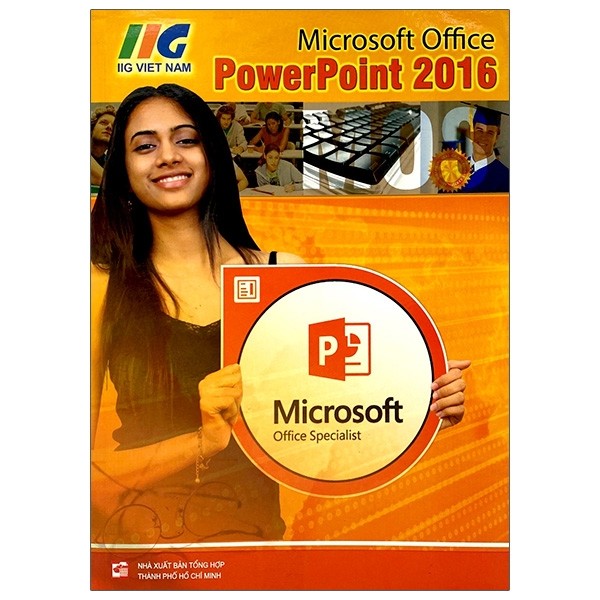 IIG
IIG VIET NAM
Microsoft Office
PowerPoint 2016
MOS
P
Microsoft
Office Specialist
NHÀ XUẤT BẢN TỔNG HỢP
THÀNH PHỐ HỒ CHÍ MINH